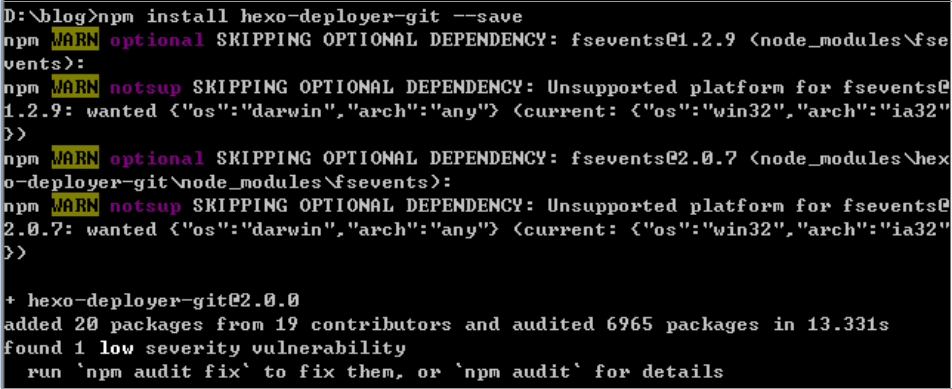 D:\blog>npm install hexo-deployer-git --save
npm WARN optional SKIPPING OPTIONAL DEPENDENCY: fsevents@1.2.9 (node_modules\fse
vents):
npm WARN notsup SKIPPING OPTIONAL DEPENDENCY: Unsupported platform for fsevents@
1.2.9: wanted {"os":"darwin","arch":"any"} (current: {"os":"win32","arch":"ia32"
})
npm WARN optional SKIPPING OPTIONAL DEPENDENCY: fsevents@2.0.7 (node_modules\hex
o-deployer-git\node_modules\fsevents):
npm WARN notsup SKIPPING OPTIONAL DEPENDENCY: Unsupported platform for fsevents@
2.0.7: wanted {"os":"darwin","arch":"any"} (current: {"os":"win32","arch":"ia32"
})
+ hexo-deployer-git@2.0.0
added 20 packages from 19 contributors and audited 6965 packages in 13.331s
found 1 low severity vulnerability
  run `npm audit fix` to fix them, or `npm audit` for details